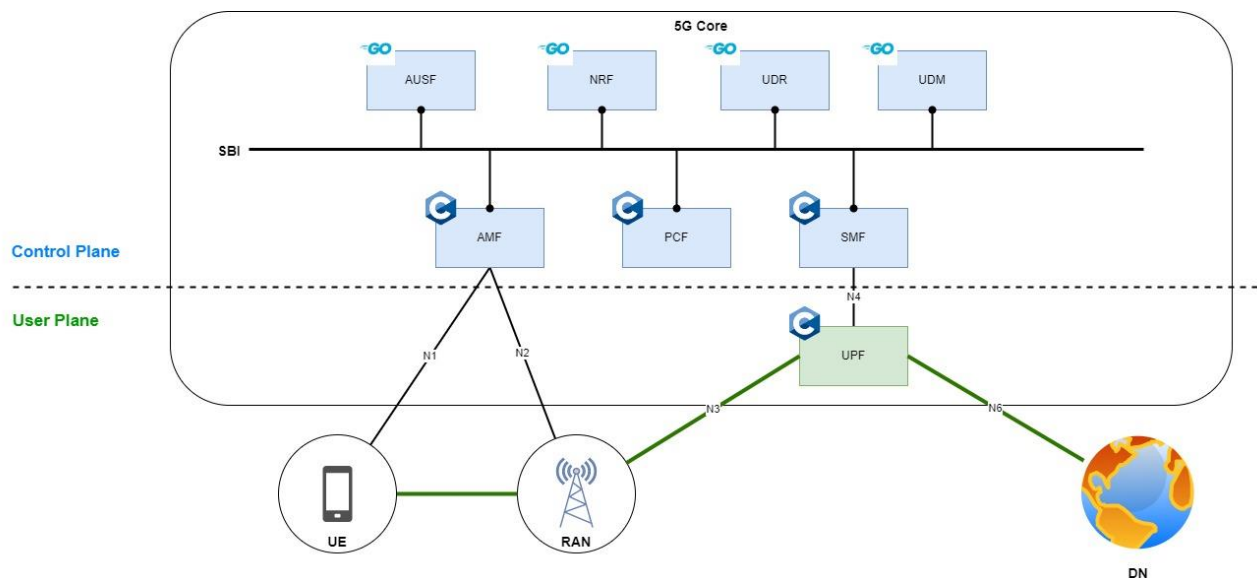 5G Core
GO
GO
GO
GO
AUSF
NRF
UDR
UDM
SBI
C
C
C
AMF
PCF
SMF
Control Plane
N4
User Plane
C
UPF
N1
N2
N3
N6
UE
RAN
DN